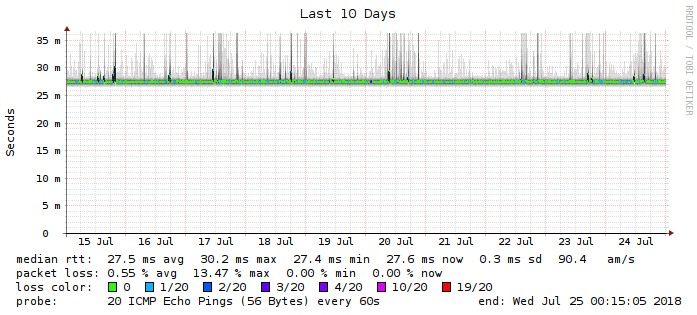 Last 10 Days
RRDTOOL / TOBI OETIKER
Seconds
35 m
30 m
25 m
20 m
15 m
10 m
5 m
0
15 Jul 16 Jul 17 Jul 18 Jul 19 Jul 20 Jul 21 Jul 22 Jul 23 Jul 24 Jul
median rtt: 27.5 ms avg 30.2 ms max 27.4 ms min 27.6 ms now 0.3 ms sd 90.4 am/s
packet loss: 0.55 % avg 13.47 % max 0.00 % min 0.00 % now
loss color: 0 1/20 2/20 3/20 4/20 10/20 19/20
probe: 20 ICMP Echo Pings (56 Bytes) every 60s end: Wed Jul 25 00:15:05 2018